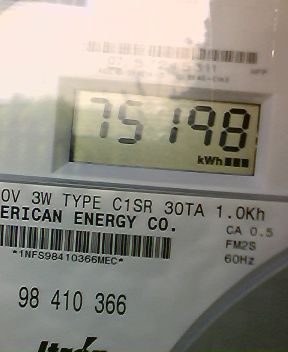 75198
kWh
0V 3W TYPE C1SR 30TA 1.0Kh
ERICAN ENERGY CO.
CA 0.5
FM2S
*1NFS98410366MEC*
60Hz
98 410 366
Itrón